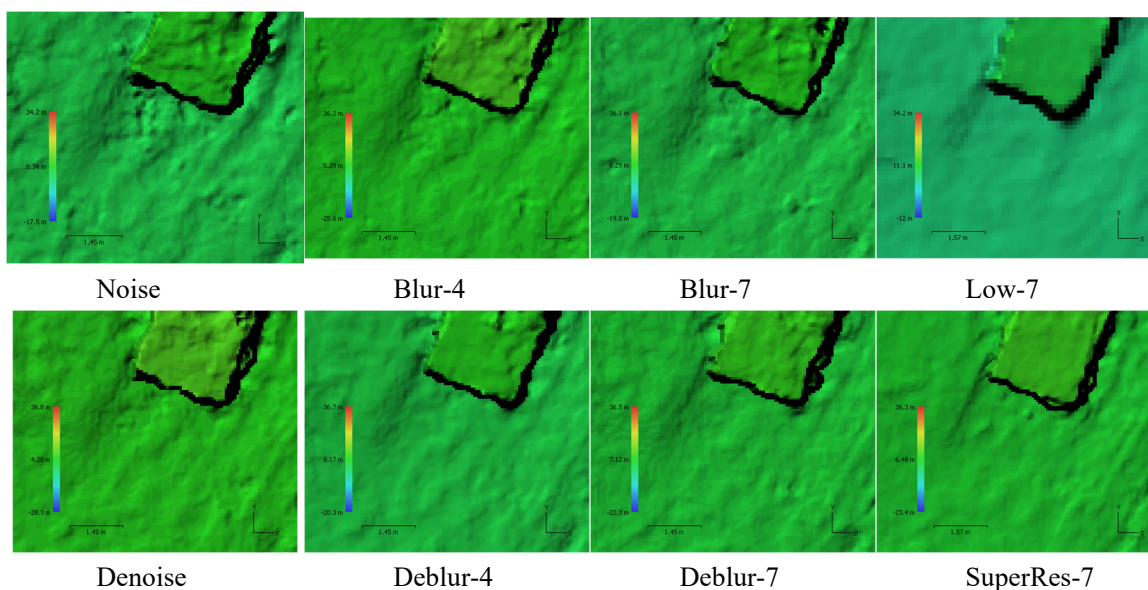 34.2 m
8.34 m
-17.5 m
1.45 m
Y
X
36.2 m
5.29 m
-25.6 m
1.45 m
Y
X
36.1 m
8.29 m
-19.5 m
1.45 m
Y
X
34.2 m
11.1 m
-12 m
1.57 m
Y
X
Noise Blur-4 Blur-7 Low-7
36.8 m
4.28 m
-28.3 m
1.45 m
Y
X
36.7 m
8.17 m
-20.3 m
1.45 m
Y
X
36.5 m
7.12 m
-22.3 m
1.45 m
Y
X
36.3 m
6.48 m
-23.4 m
1.57 m
Y
X
Denoise Deblur-4 Deblur-7 SuperRes-7